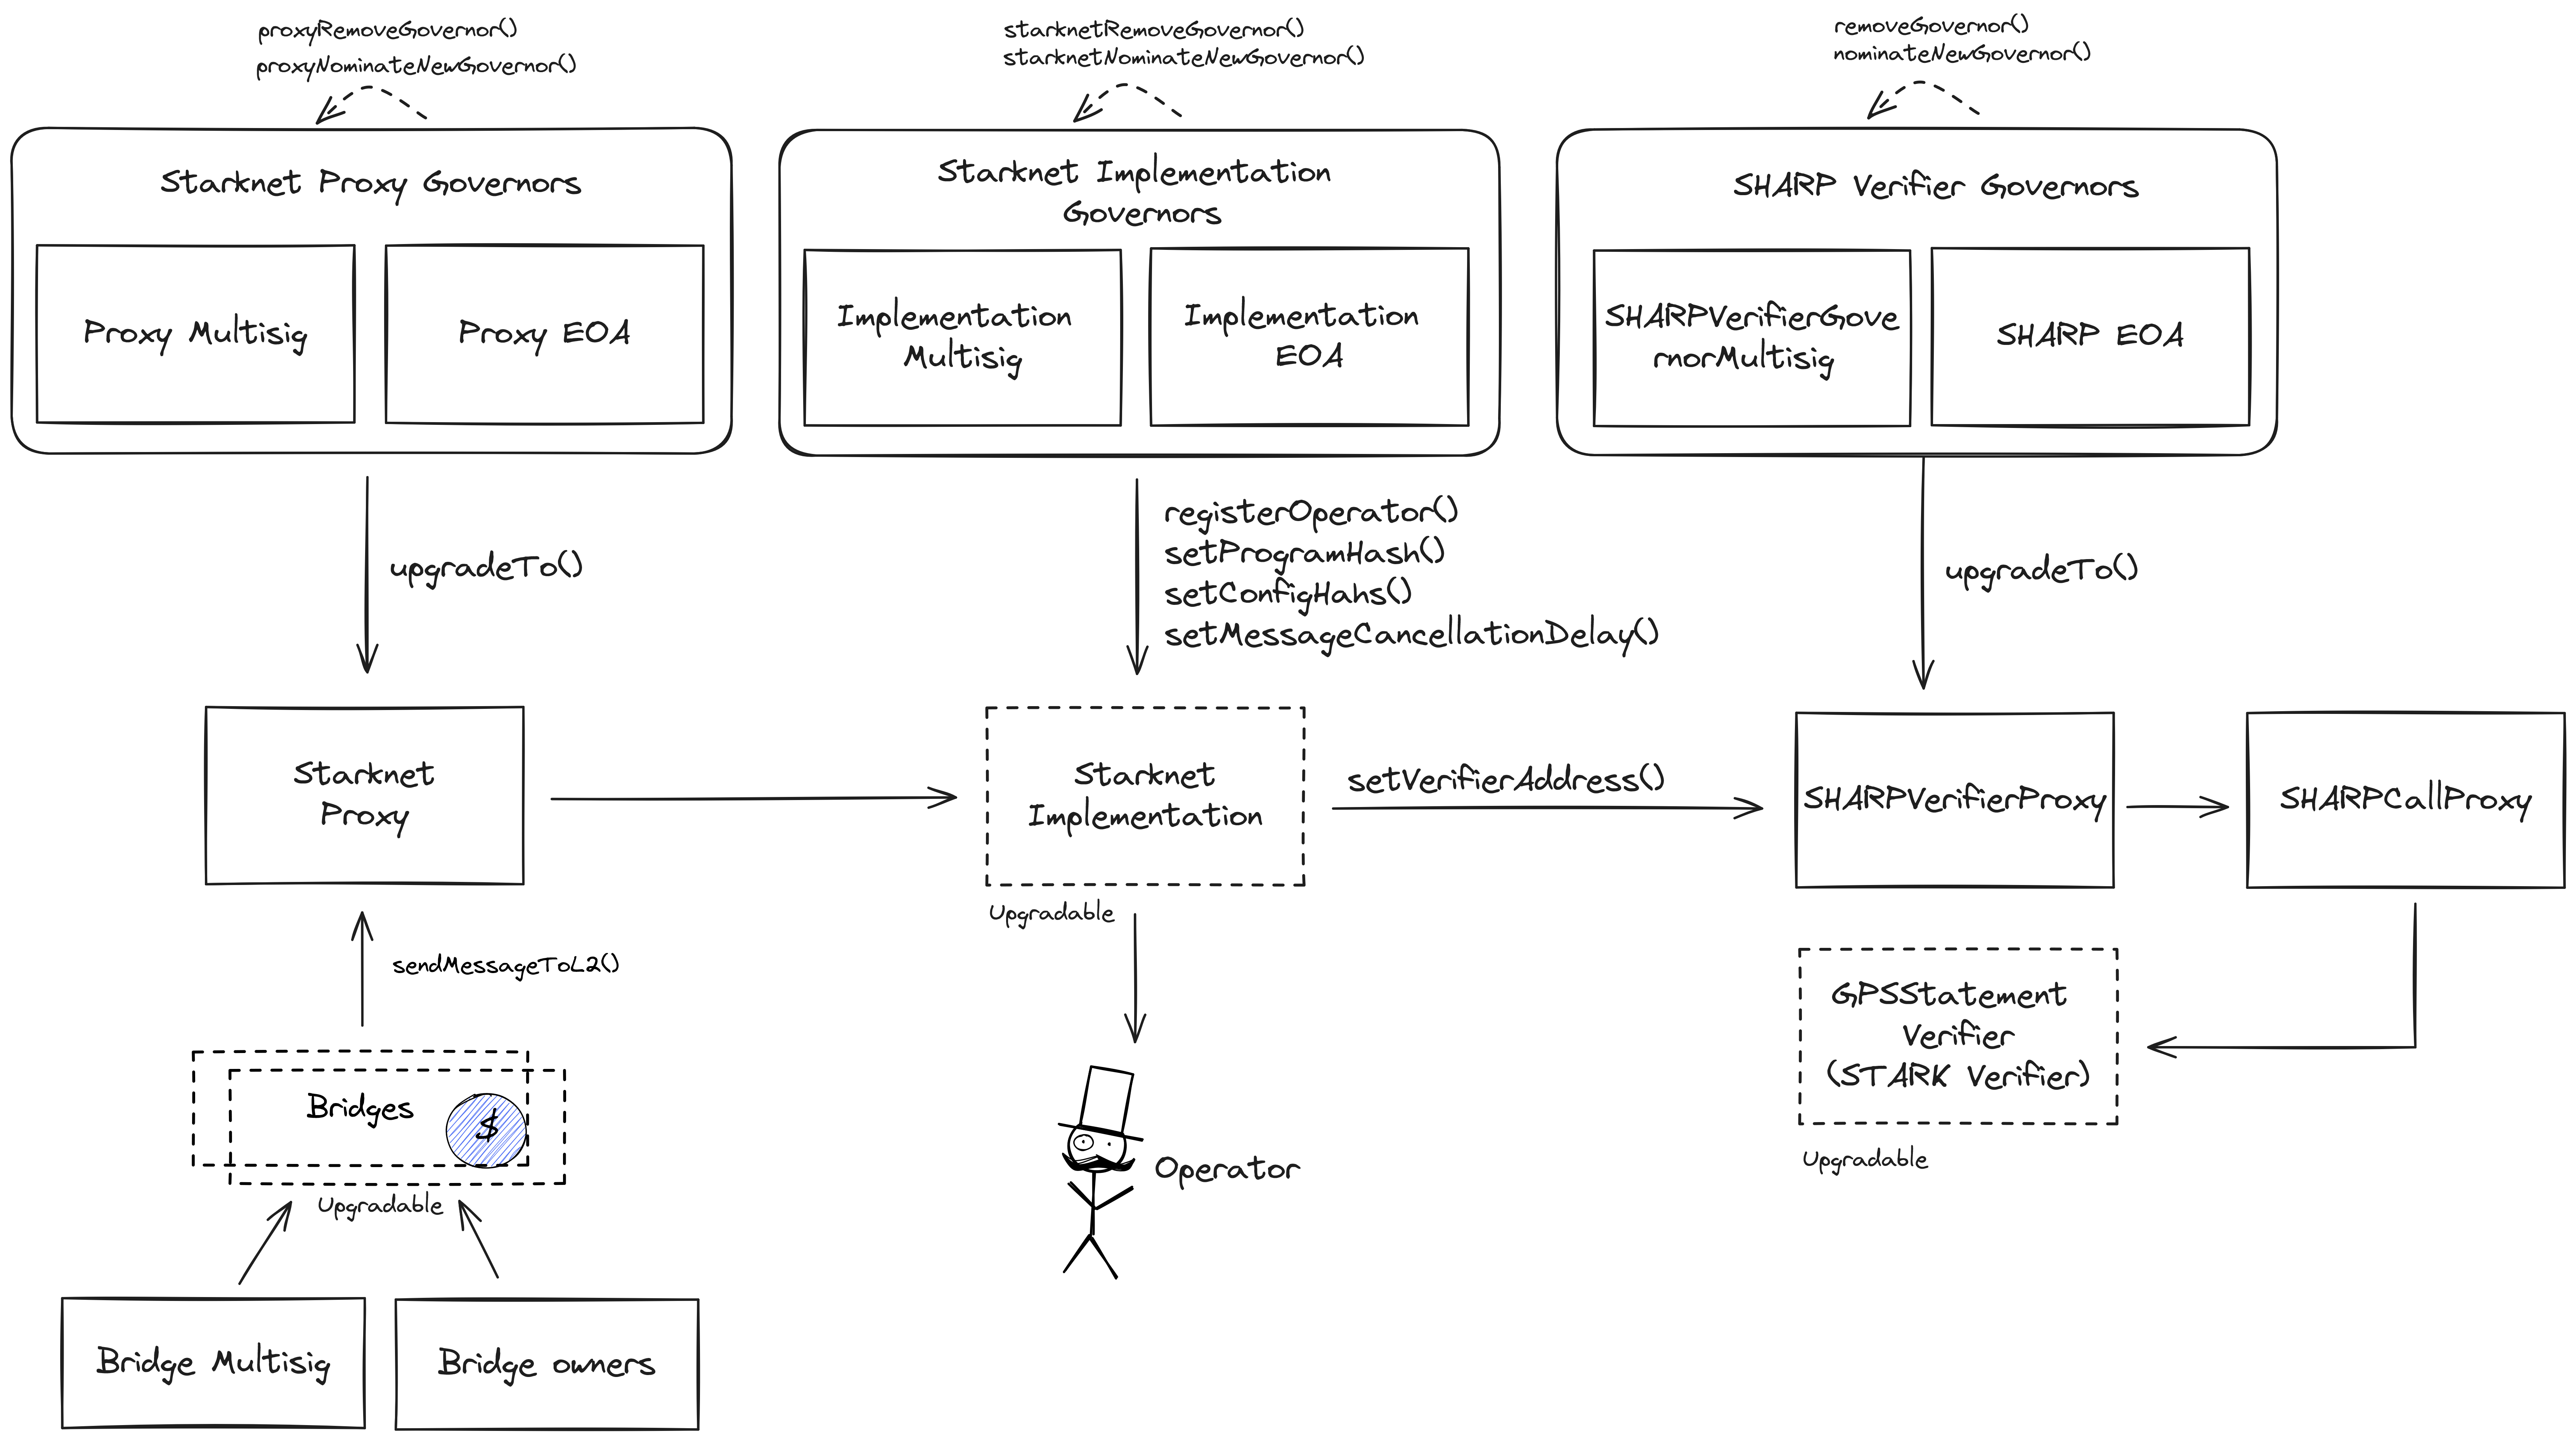 proxyRemoveGovernor()
proxyNominateNewGovernor()
starknetRemoveGovernor()
starknetNominateNewGovernor()
removeGovernor()
nominateNewGovernor()
Starknet Proxy Governors
Proxy Multisig
Proxy EOA
Starknet Implementation
Governors
Implementation
Multisig
Implementation
EOA
SHARP Verifier Governors
SHARPVerifierGove
rnorMultisig
SHARP EOA
upgradeTo()
registerOperator()
setProgramHash()
setConfigHahs()
setMessageCancellationDelay()
upgradeTo()
Starknet
Proxy
Starknet
Implementation
Upgradable
setVerifierAddress()
SHARPVerifierProxy
SHARPCallProxy
sendMessageToL2()
GPSStatement
Verifier
(STARK Verifier)
Upgradable
Bridges
$
Upgradable
Operator
Bridge Multisig
Bridge owners